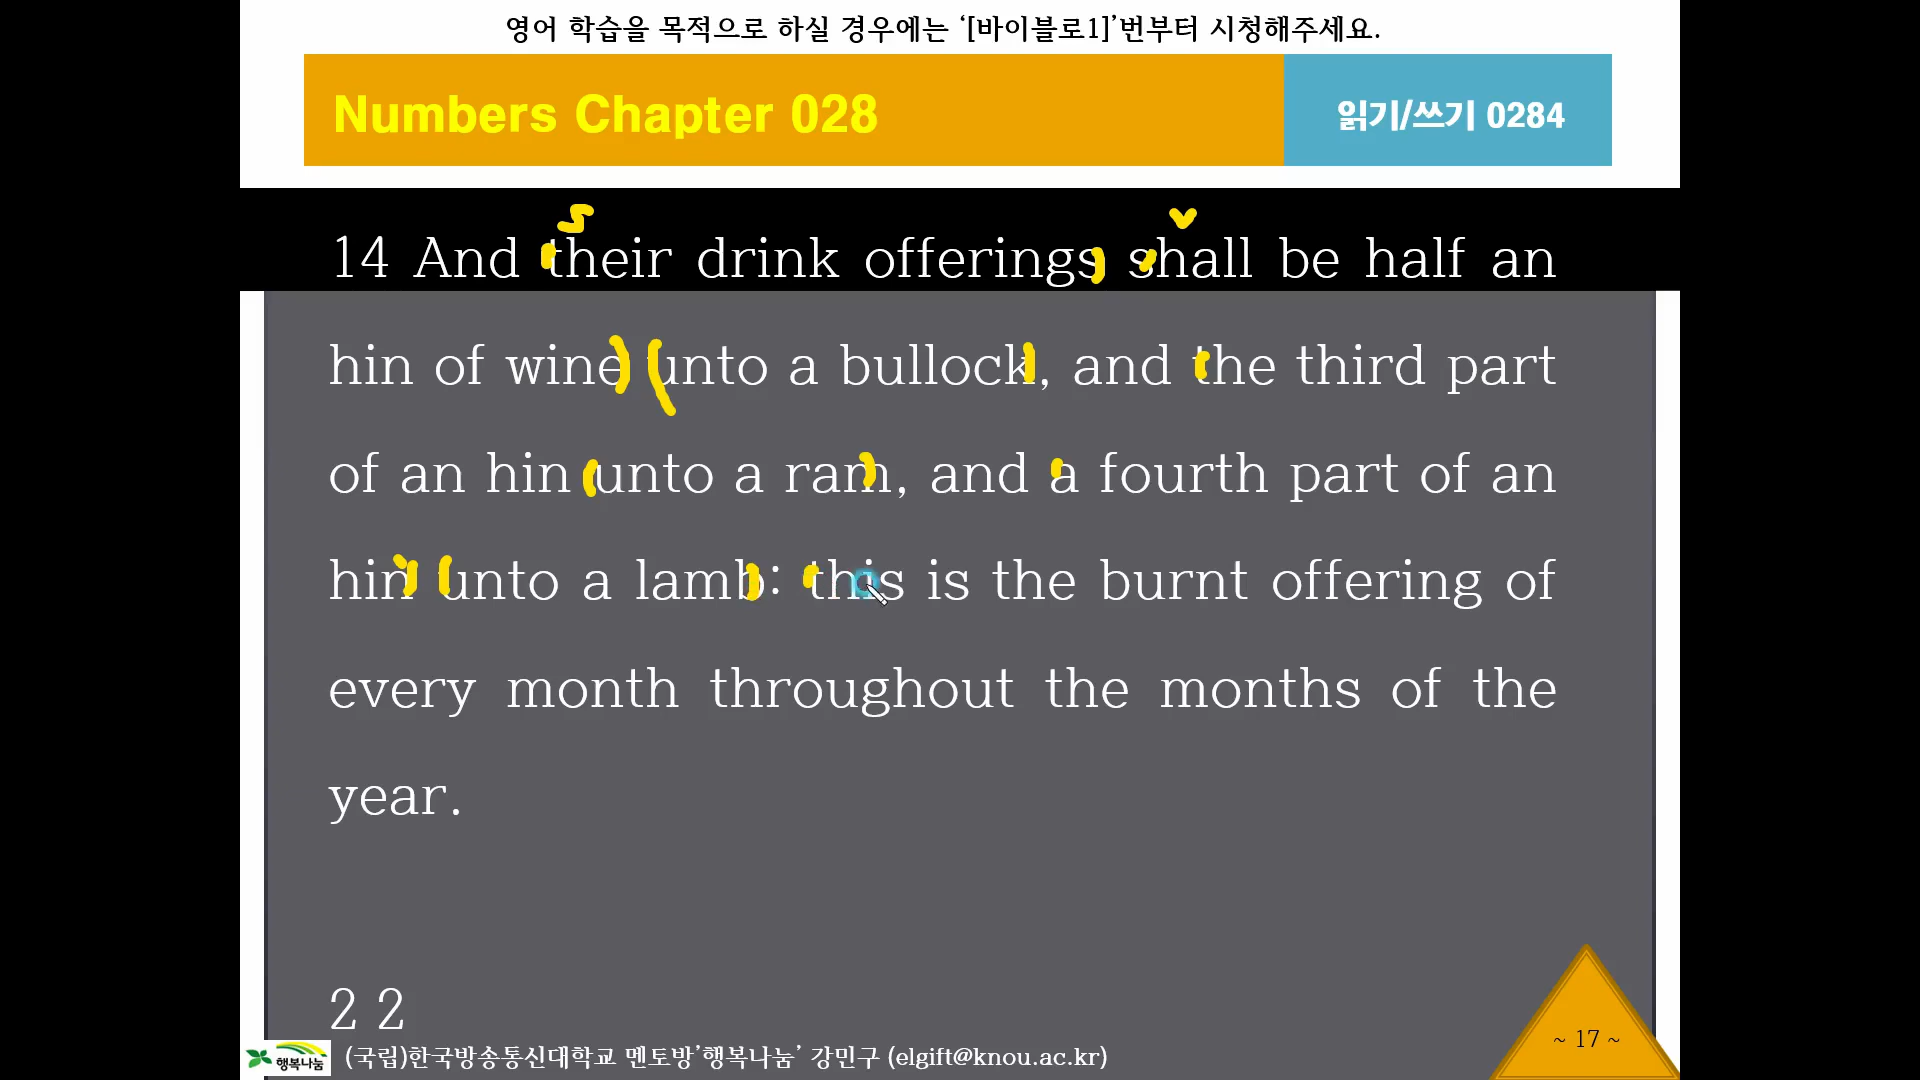 영어 학습을 목적으로 하실 경우에는 ‘[바이블로1]’번부터 시청해주세요.
Numbers Chapter 028
읽기/쓰기 0284
14 And their drink offerings shall be half an
hin of wine unto a bullock, and the third part
of an hin unto a ram, and a fourth part of an
hin unto a lamb: this is the burnt offering of
every month throughout the months of the
year.
2 2
~ 17 ~
행복나눔
(국립)한국방송통신대학교 멘토방’행복나눔’ 강민구 (elgift@knou.ac.kr)